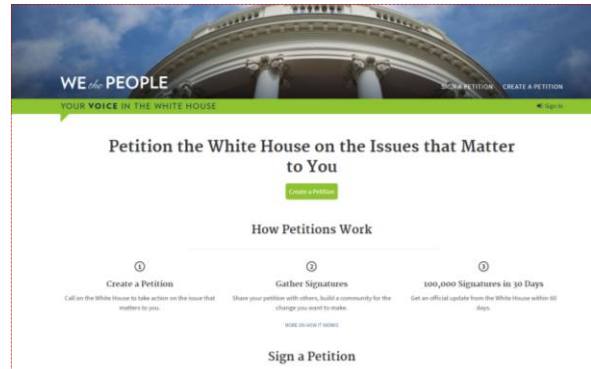 WE the PEOPLE
SIGN A PETITION CREATE A PETITION
YOUR VOICE IN THE WHITE HOUSE
Sign In
Petition the White House on the Issues that Matter
to You
Create a Petition
How Petitions Work
1
Create a Petition
Call on the White House to take action on the issue that
matters to you.
2
Gather Signatures
Share your petition with others, build a community for the
change you want to make.
MORE ON HOW IT WORKS
3
100,000 Signatures in 30 Days
Get an official update from the White House within 60
days.
Sign a Petition